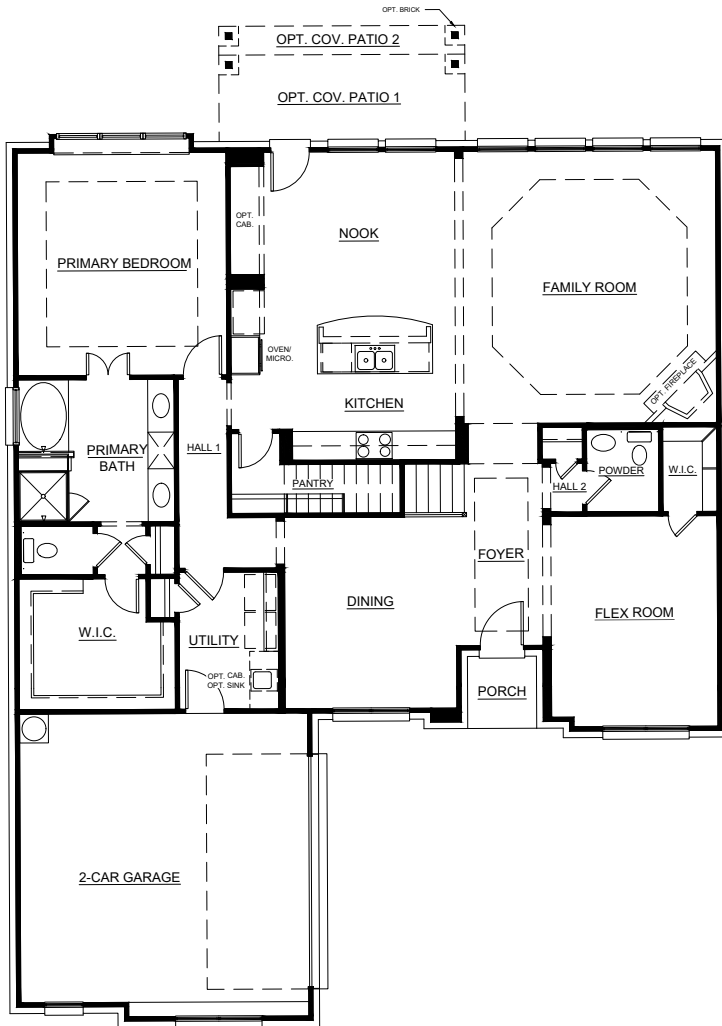 OPT. BRICK
OPT. COV. PATIO 2
OPT. COV. PATIO 1
OPT.
CAB.
NOOK
PRIMARY BEDROOM
FAMILY ROOM
OVEN/
MICRO.
OPT. FIREPLACE
KITCHEN
PRIMARY
BATH
HALL 1
PANTRY
HALL 2
POWDER
W.I.C.
FOYER
DINING
FLEX ROOM
W.I.C.
UTILITY
OPT. CAB.
OPT. SINK
PORCH
2-CAR GARAGE